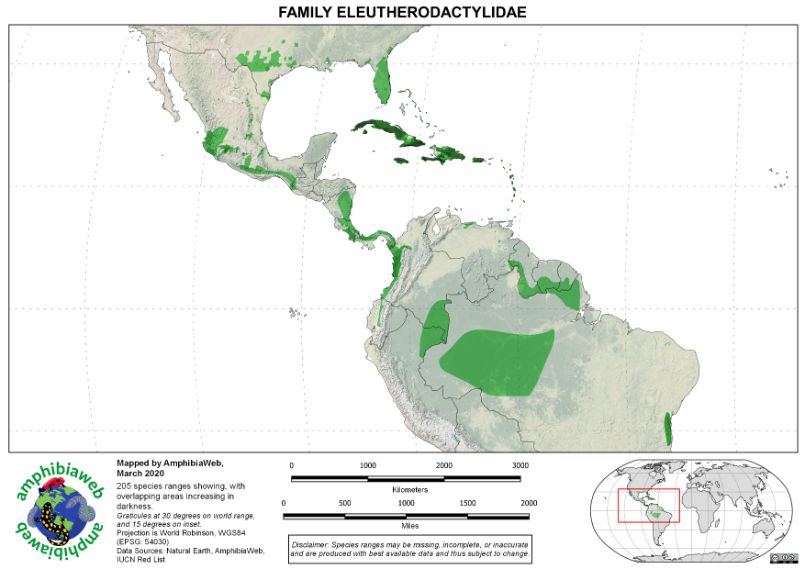 FAMILY ELEUTHERODACTYLIDAE
amphibiaweb
amphibiaweb
Mapped by AmphibiaWeb,
March 2020
205 species ranges showing, with
overlapping areas increasing in
darkness.
Graticules at 30 degrees on world range,
and 15 degrees on inset.
Projection is World Robinson, WGS84
(EPSG: 54030)
Data Sources: Natural Earth, AmphibiaWeb,
IUCN Red List
0 1000 2000 3000
Kilometers
0 500 1000 1500 2000
Miles
Disclaimer: Species ranges may be missing, incomplete, or inaccurate
and are produced with best available data and thus subject to change.